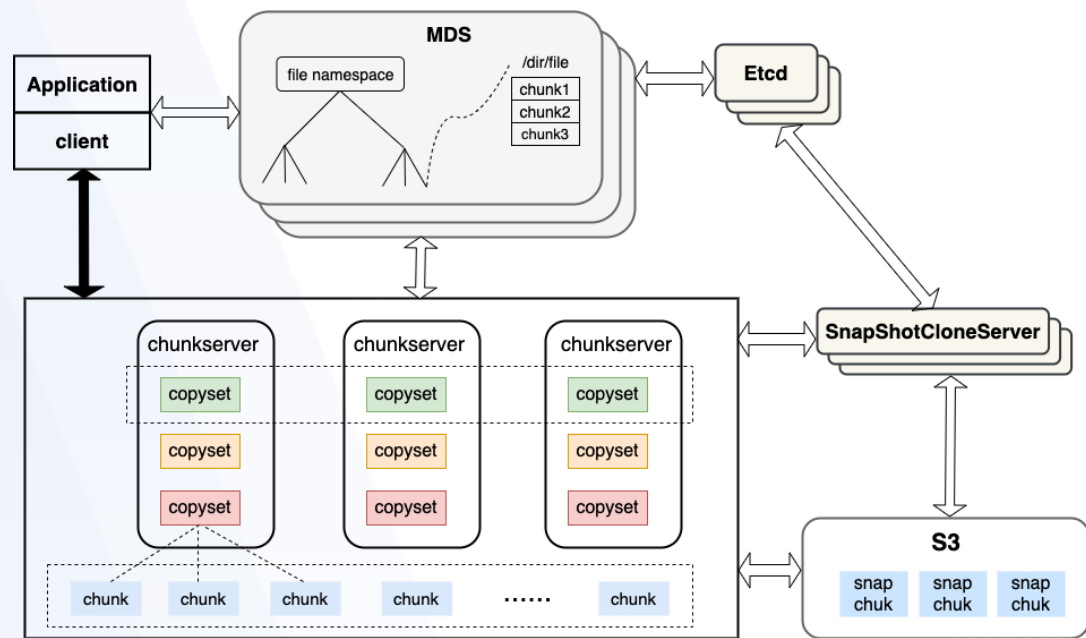 MDS
Application
client
file namespace
/dir/file
chunk1
chunk2
chunk3
Etcd
SnapShotCloneServer
chunkserver
chunkserver
chunkserver
copyset
copyset
copyset
copyset
copyset
copyset
copyset
copyset
copyset
chunk
chunk
chunk
chunk
......
chunk
S3
snap
chuk
snap
chuk
snap
chuk